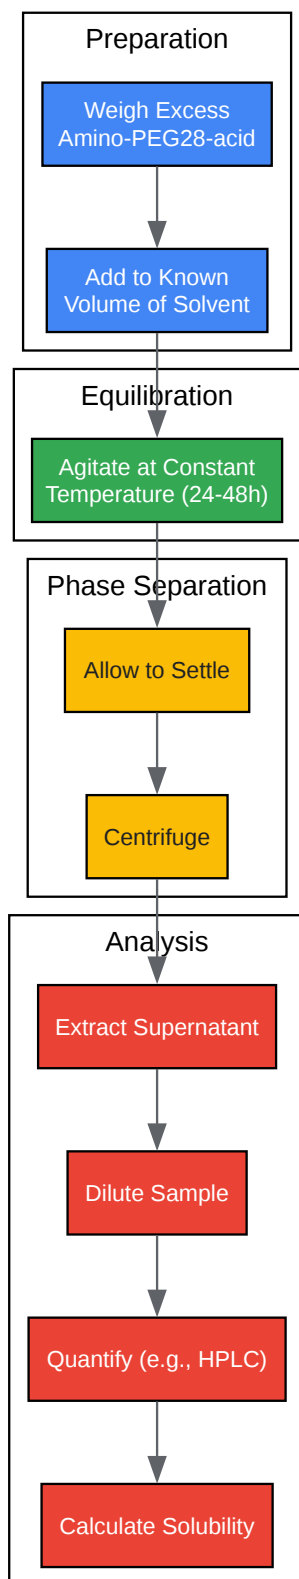 Preparation
Weigh Excess
Amino-PEG28-acid
Add to Known
Volume of Solvent
Equilibration
Agitate at Constant
Temperature (24-48h)
Phase Separation
Allow to Settle
Centrifuge
Analysis
Extract Supernatant
Dilute Sample
Quantify (e.g., HPLC)
Calculate Solubility